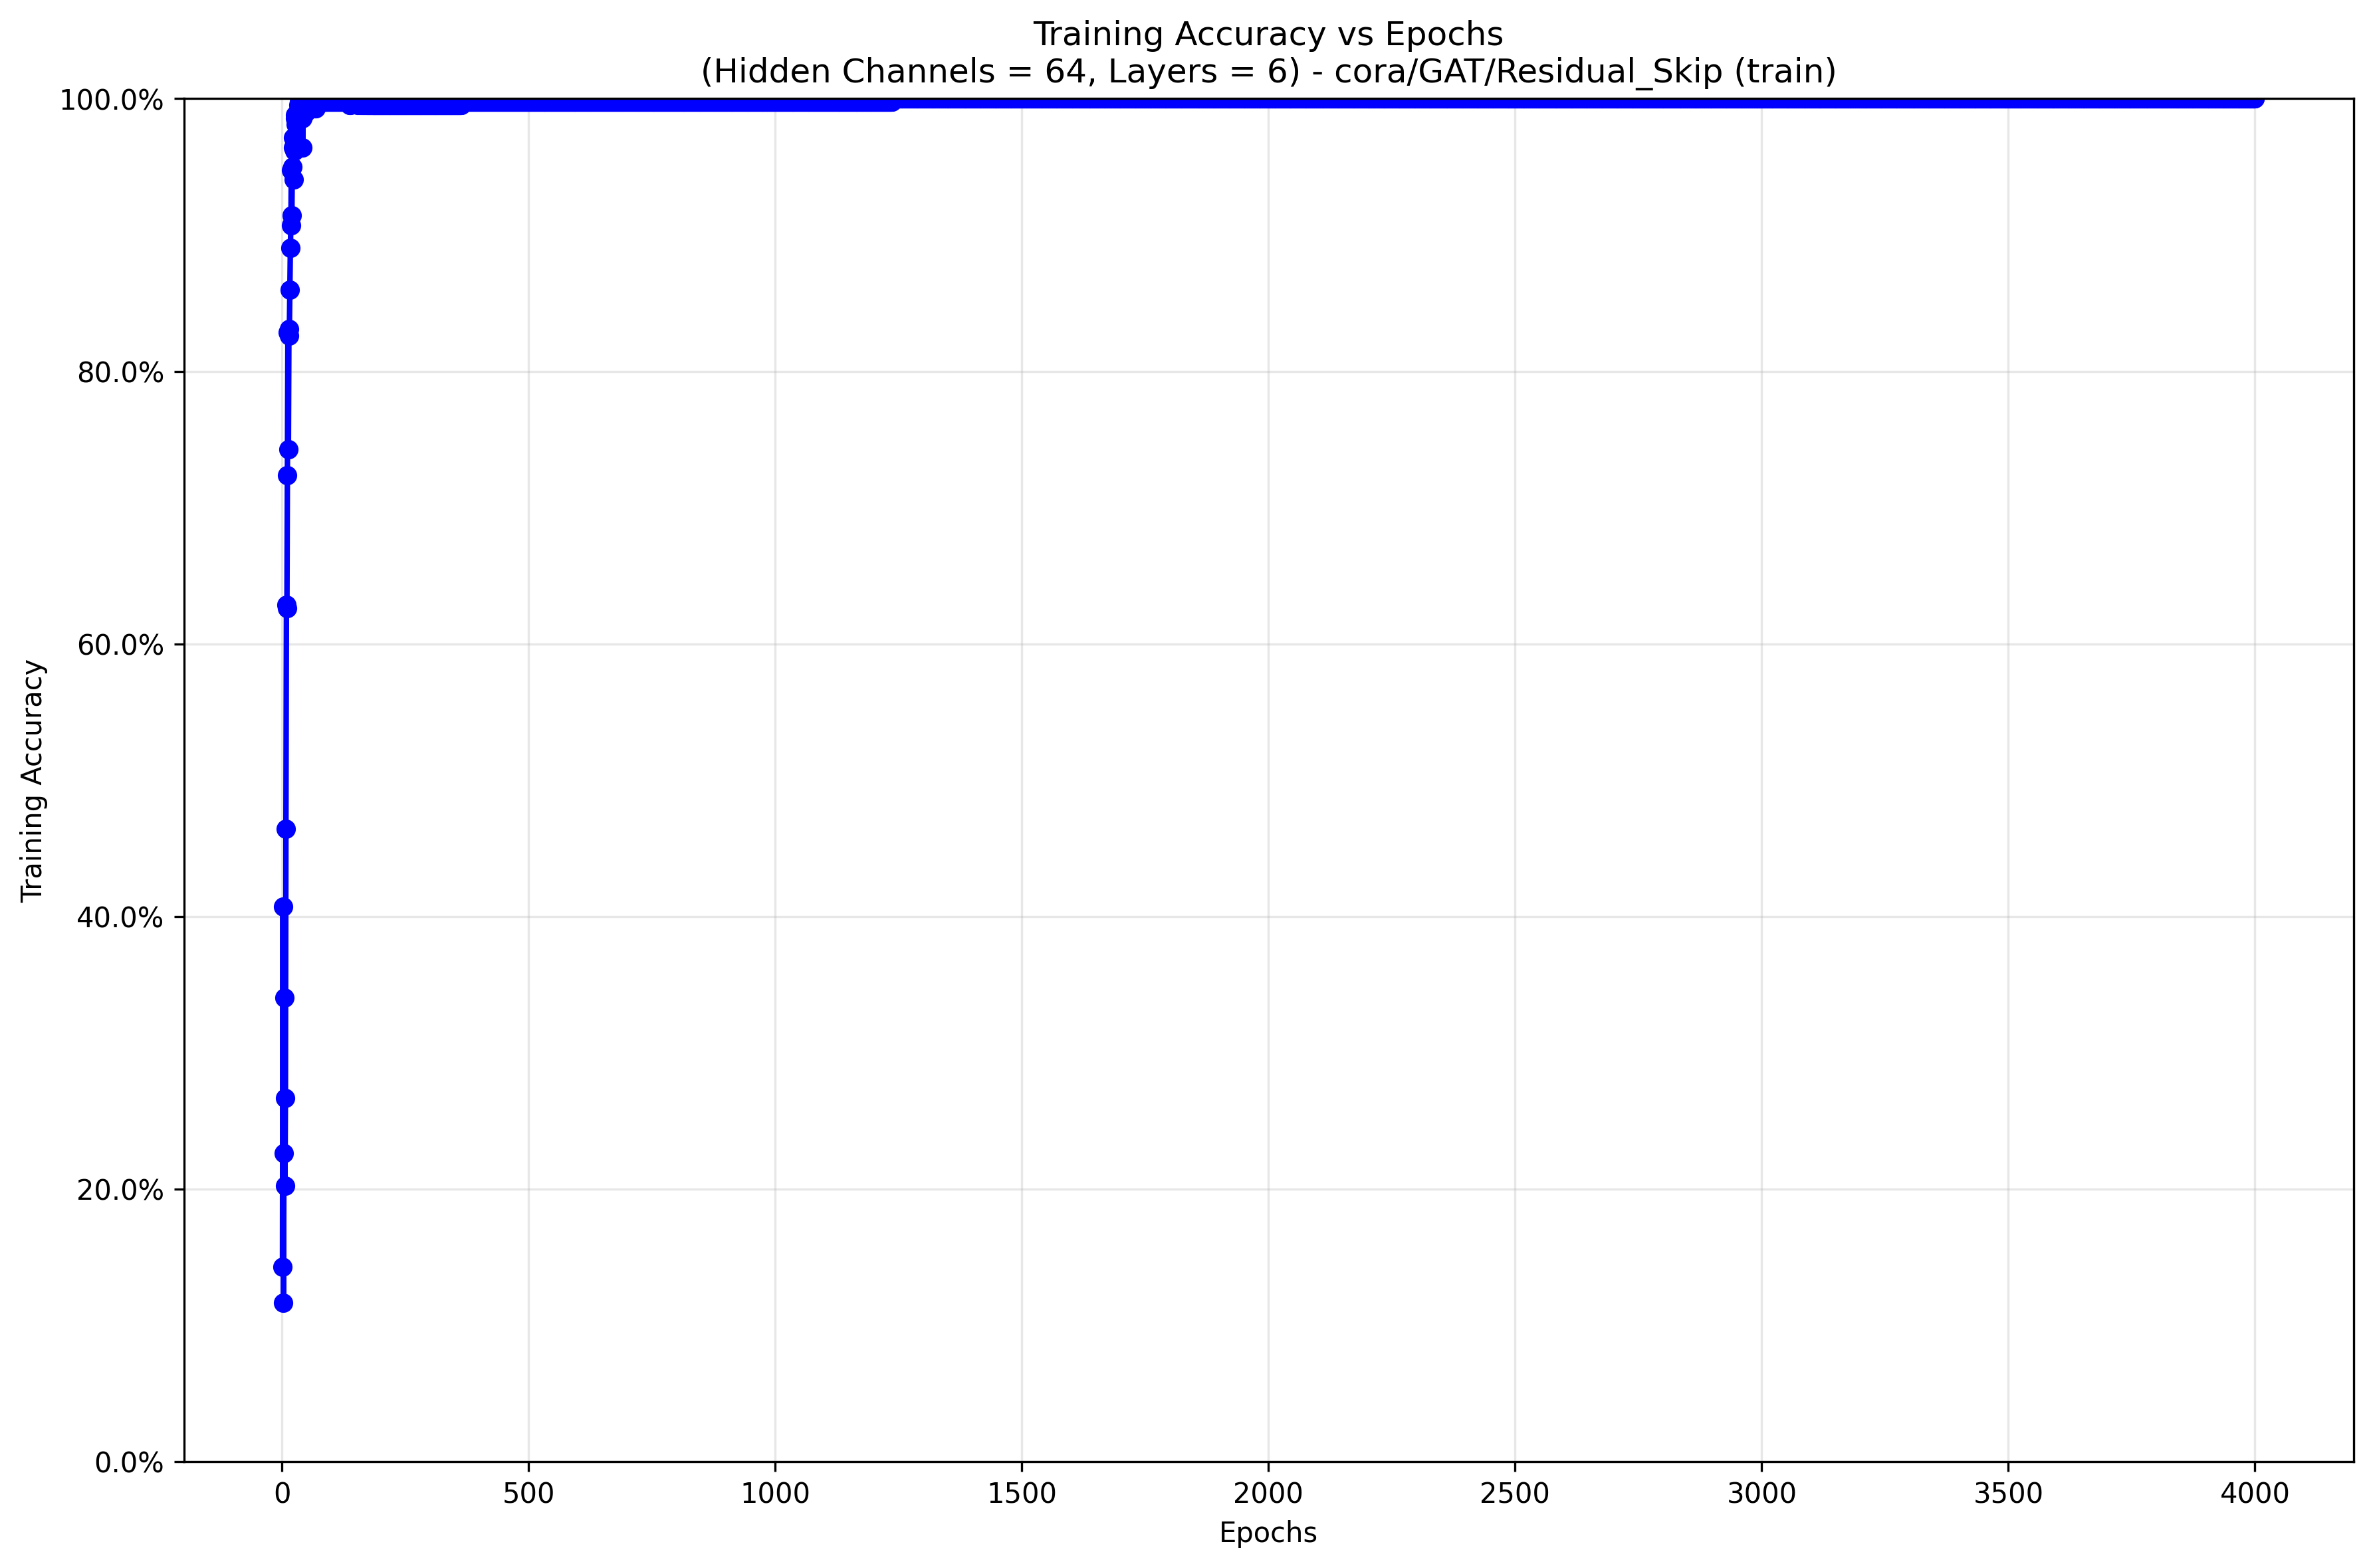 Training Accuracy vs Epochs
(Hidden Channels = 64, Layers = 6) - cora/GAT/Residual_Skip (train)
Training Accuracy
100.0%
80.0%
60.0%
40.0%
20.0%
0.0%
0 500 1000 1500 2000 2500 3000 3500 4000
Epochs